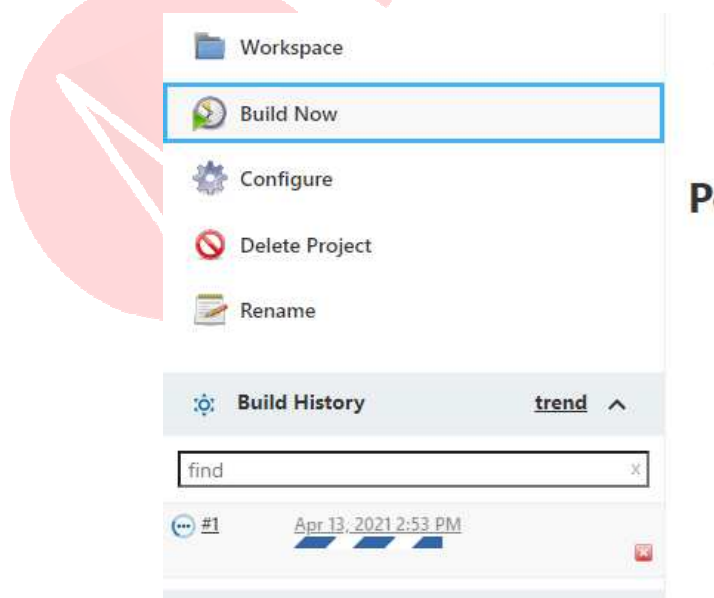 Workspace
Build Now
Configure
Delete Project
Rename
Build History trend
find x
#1 Apr 13, 2021 2:53 PM